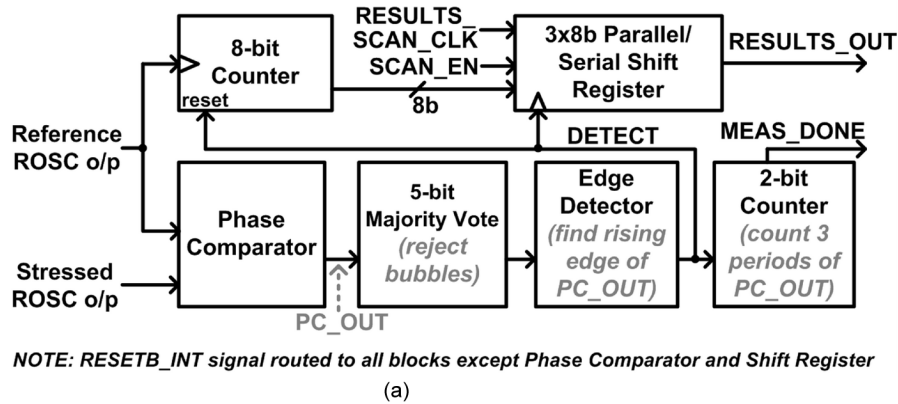 8-bit
Counter
reset
RESULTS_
SCAN_CLK
SCAN_EN
8b
3x8b Parallel/
Serial Shift
Register
RESULTS_OUT
Reference
ROSC o/p
DETECT
MEAS_DONE
Phase
Comparator
5-bit
Majority Vote
(reject
bubbles)
Edge
Detector
(find rising
edge of
PC_OUT)
2-bit
Counter
(count 3
periods of
PC_OUT)
Stressed
ROSC o/p
PC_OUT
NOTE: RESETB_INT signal routed to all blocks except Phase Comparator and Shift Register
(a)